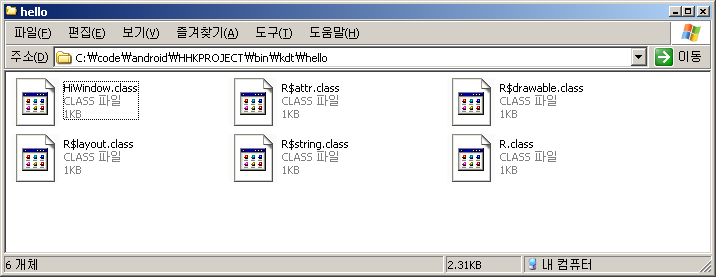 hello
파일(F) 편집(E) 보기(V) 즐겨찾기(A) 도구(T) 도움말(H)
주소(D) C:₩code₩android₩HHKPROJECT₩bin₩kdt₩hello 이동
HiWindow.class
CLASS 파일
1KB
R$attr.class
CLASS 파일
1KB
R$drawable.class
CLASS 파일
1KB
R$layout.class
CLASS 파일
1KB
R$string.class
CLASS 파일
1KB
R.class
CLASS 파일
1KB
6 개체 2.31KB 내 컴퓨터